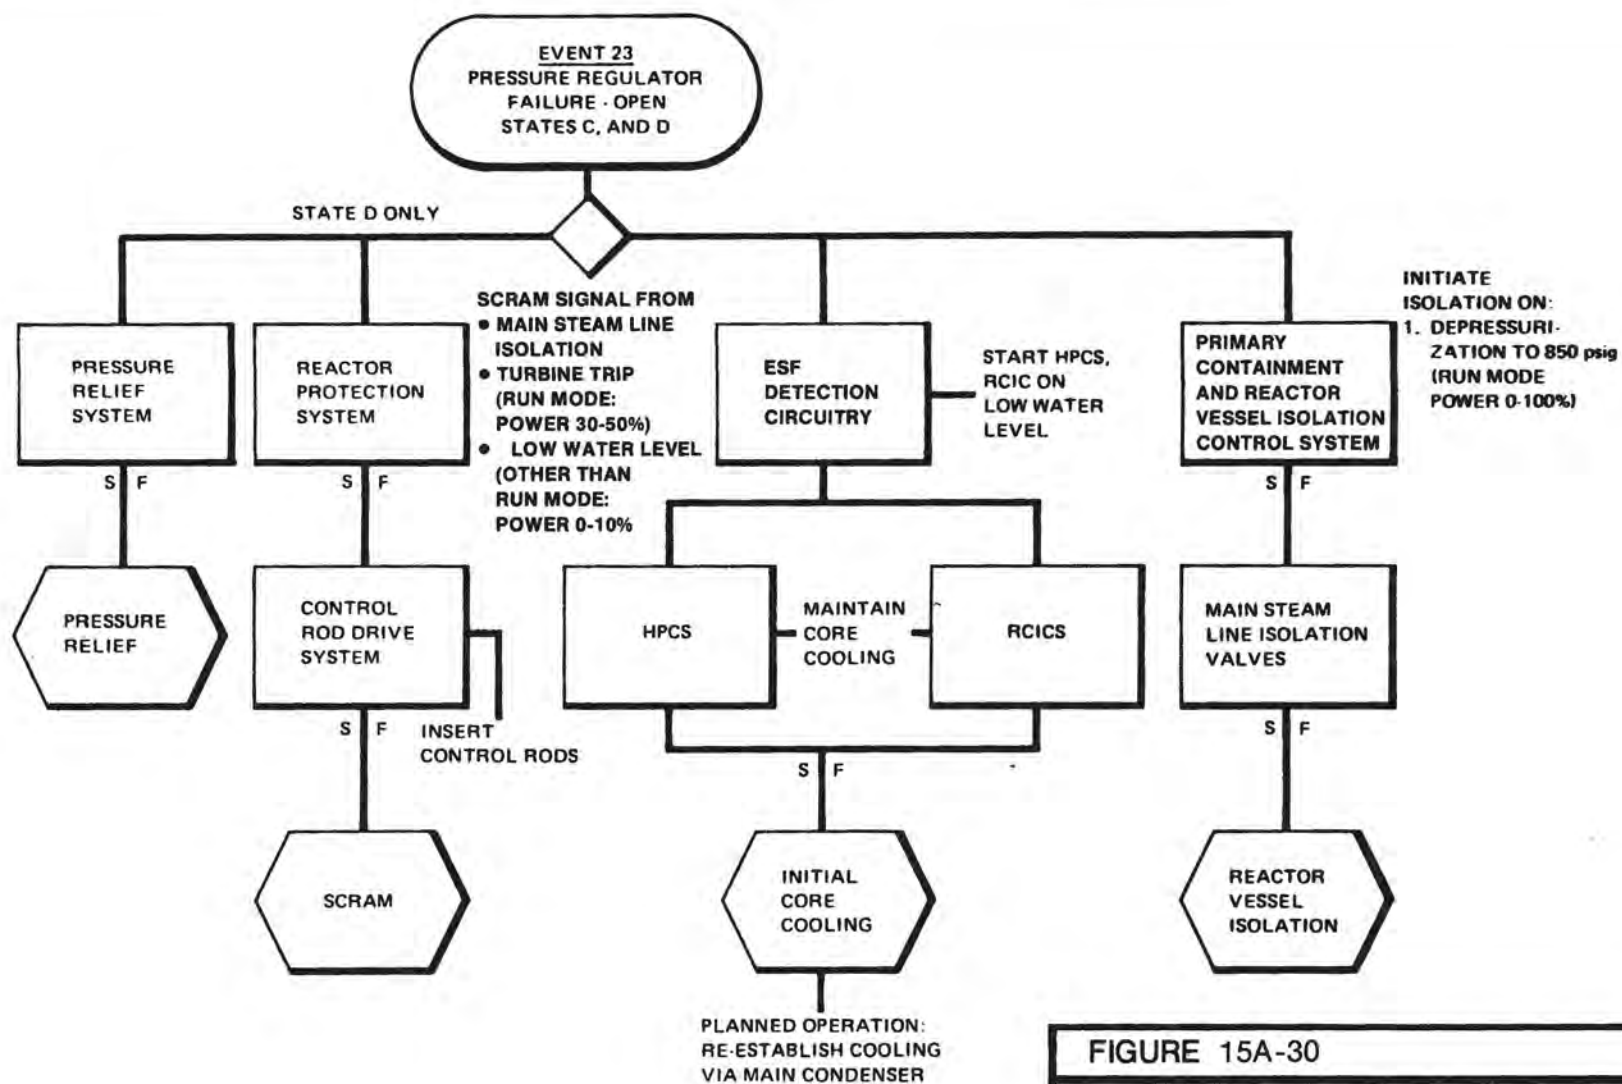 EVENT 23
PRESSURE REGULATOR
FAILURE - OPEN
STATES C, AND D
STATE D ONLY
PRESSURE
RELIEF
SYSTEM
S F
PRESSURE
RELIEF
REACTOR
PROTECTION
SYSTEM
S F
CONTROL
ROD DRIVE
SYSTEM
S F
INSERT
CONTROL RODS
SCRAM
SCRAM SIGNAL FROM
• MAIN STEAM LINE
ISOLATION
• TURBINE TRIP
(RUN MODE:
POWER 30-50%)
• LOW WATER LEVEL
(OTHER THAN
RUN MODE:
POWER 0-10%
ESF
DETECTION
CIRCUITRY
START HPCS,
RCIC ON
LOW WATER
LEVEL
HPCS
MAINTAIN
CORE
COOLING
RCICS
S F
INITIAL
CORE
COOLING
PLANNED OPERATION:
RE-ESTABLISH COOLING
VIA MAIN CONDENSER
PRIMARY
CONTAINMENT
AND REACTOR
VESSEL ISOLATION
CONTROL SYSTEM
S F
INITIATE
ISOLATION ON:
1. DEPRESSURI-
ZATION TO 850 psig
(RUN MODE
POWER 0-100%)
MAIN STEAM
LINE ISOLATION
VALVES
S F
REACTOR
VESSEL
ISOLATION
FIGURE 15A-30